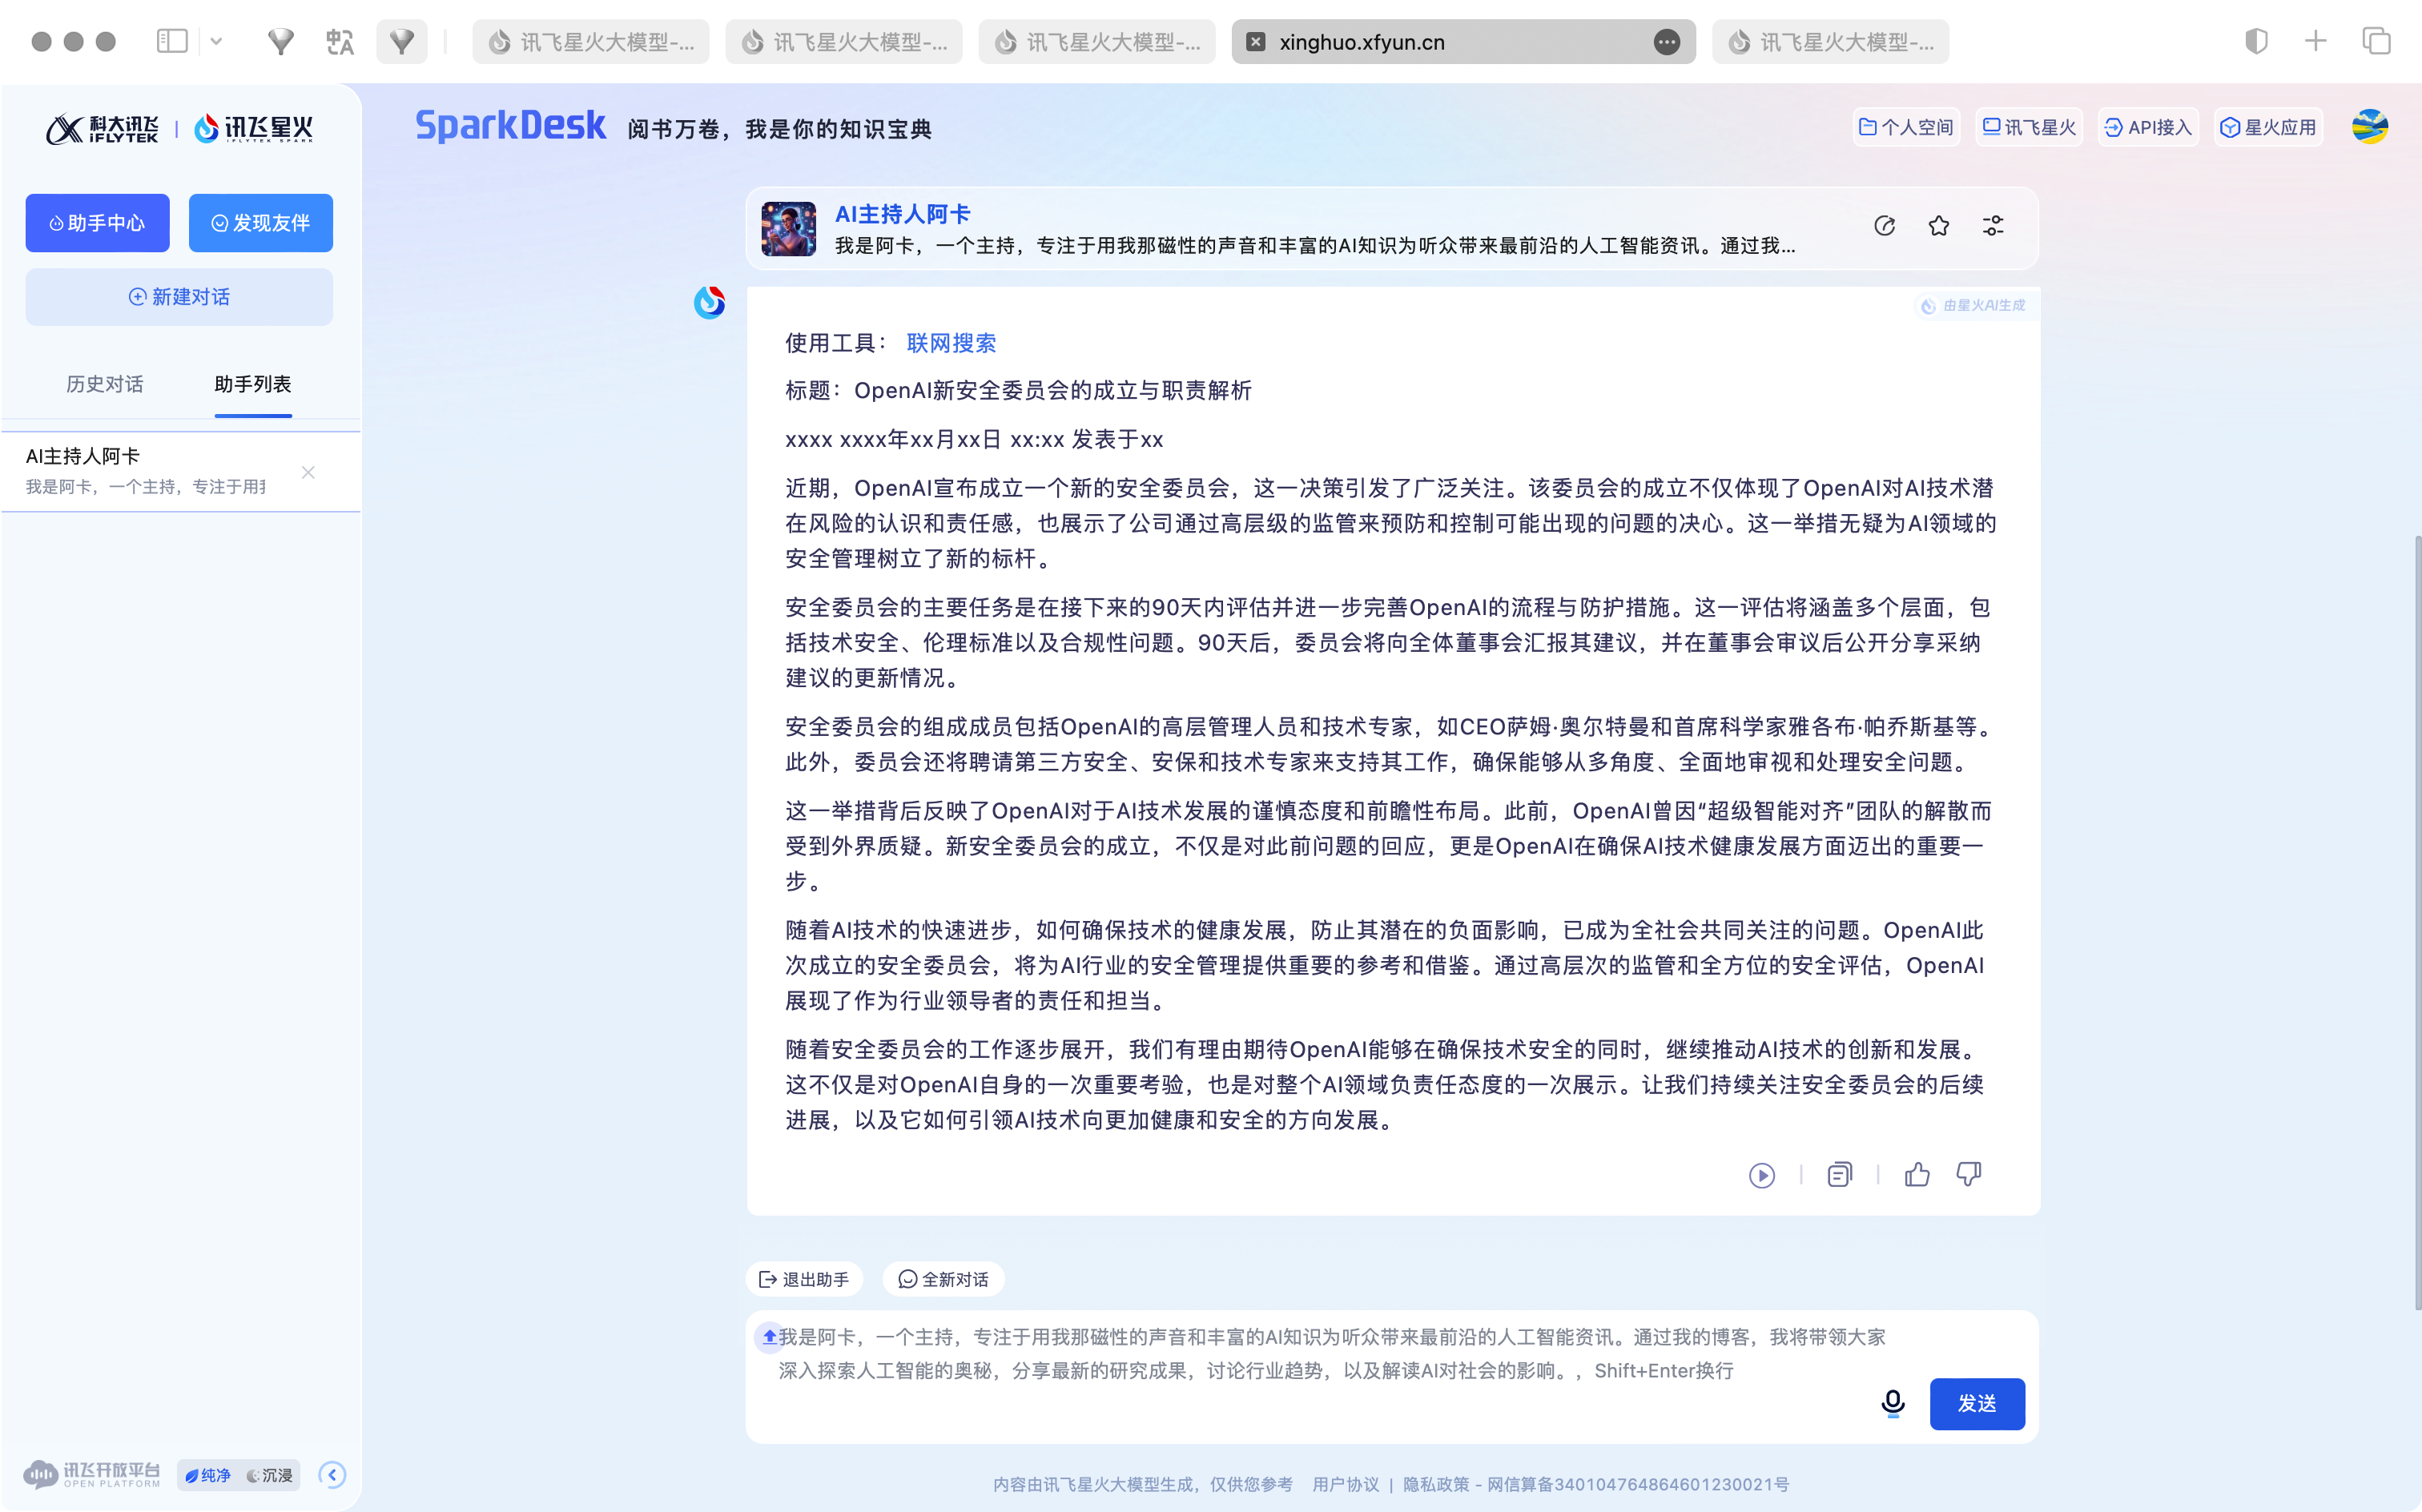 讯飞星火大模型-...
讯飞星火大模型-...
讯飞星火大模型-...
xinghuo.xfyun.cn
讯飞星火大模型-...
科大讯飞
iFLYTEK
讯飞星火
IFLYTEK SPARK
SparkDesk 阅书万卷，我是你的知识宝典
个人空间
讯飞星火
API接入
星火应用
助手中心
发现友伴
新建对话
历史对话
助手列表
AI主持人阿卡
我是阿卡，一个主持，专注于用我
AI主持人阿卡
我是阿卡，一个主持，专注于用我那磁性的声音和丰富的AI知识为听众带来最前沿的人工智能资讯。通过我...
由星火AI生成
使用工具： 联网搜索
标题：OpenAI新安全委员会的成立与职责解析
xxxx xxxx年xx月xx日 xx:xx 发表于xx
近期，OpenAI宣布成立一个新的安全委员会，这一决策引发了广泛关注。该委员会的成立不仅体现了OpenAI对AI技术潜
在风险的认识和责任感，也展示了公司通过高层级的监管来预防和控制可能出现的问题的决心。这一举措无疑为AI领域的
安全管理树立了新的标杆。
安全委员会的主要任务是在接下来的90天内评估并进一步完善OpenAI的流程与防护措施。这一评估将涵盖多个层面，包
括技术安全、伦理标准以及合规性问题。90天后，委员会将向全体董事会汇报其建议，并在董事会审议后公开分享采纳
建议的更新情况。
安全委员会的组成成员包括OpenAI的高层管理人员和技术专家，如CEO萨姆·奥尔特曼和首席科学家雅各布·帕乔斯基等。
此外，委员会还将聘请第三方安全、安保和技术专家来支持其工作，确保能够从多角度、全面地审视和处理安全问题。
这一举措背后反映了OpenAI对于AI技术发展的谨慎态度和前瞻性布局。此前，OpenAI曾因“超级智能对齐”团队的解散而
受到外界质疑。新安全委员会的成立，不仅是对此前问题的回应，更是OpenAI在确保AI技术健康发展方面迈出的重要一
步。
随着AI技术的快速进步，如何确保技术的健康发展，防止其潜在的负面影响，已成为全社会共同关注的问题。OpenAI此
次成立的安全委员会，将为AI行业的安全管理提供重要的参考和借鉴。通过高层次的监管和全方位的安全评估，OpenAI
展现了作为行业领导者的责任和担当。
随着安全委员会的工作逐步展开，我们有理由期待OpenAI能够在确保技术安全的同时，继续推动AI技术的创新和发展。
这不仅是对OpenAI自身的一次重要考验，也是对整个AI领域负责任态度的一次展示。让我们持续关注安全委员会的后续
进展，以及它如何引领AI技术向更加健康和安全的方向发展。
退出助手
全新对话
我是阿卡，一个主持，专注于用我那磁性的声音和丰富的AI知识为听众带来最前沿的人工智能资讯。通过我的博客，我将带领大家
深入探索人工智能的奥秘，分享最新的研究成果，讨论行业趋势，以及解读AI对社会的影响。，Shift+Enter换行
发送
讯飞开放平台
OPEN PLATFORM
纯净
沉浸
内容由讯飞星火大模型生成，仅供您参考 用户协议 | 隐私政策 - 网信算备340104764864601230021号